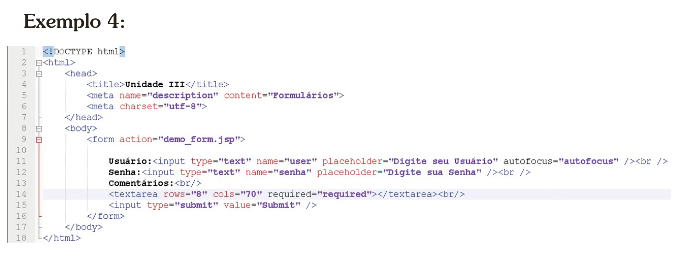 Exemplo 4:
1 <!DOCTYPE html>
2 <html>
3 <head>
4 <title>Unidade III</title>
5 <meta name="description" content="Formulários">
6 <meta charset="utf-8">
7 </head>
8 <body>
9 <form action="demo_form.jsp">
10
11 Usuário:<input type="text" name="user" placeholder="Digite seu Usuário" autofocus="autofocus" /><br />
12 Senha:<input type="text" name="senha" placeholder="Digite sua Senha" /><br />
13 Comentários:<br/>
14 <textarea rows="8" cols="70" required="required"></textarea><br/>
15 <input type="submit" value="Submit" />
16 </form>
17 </body>
18 </html>